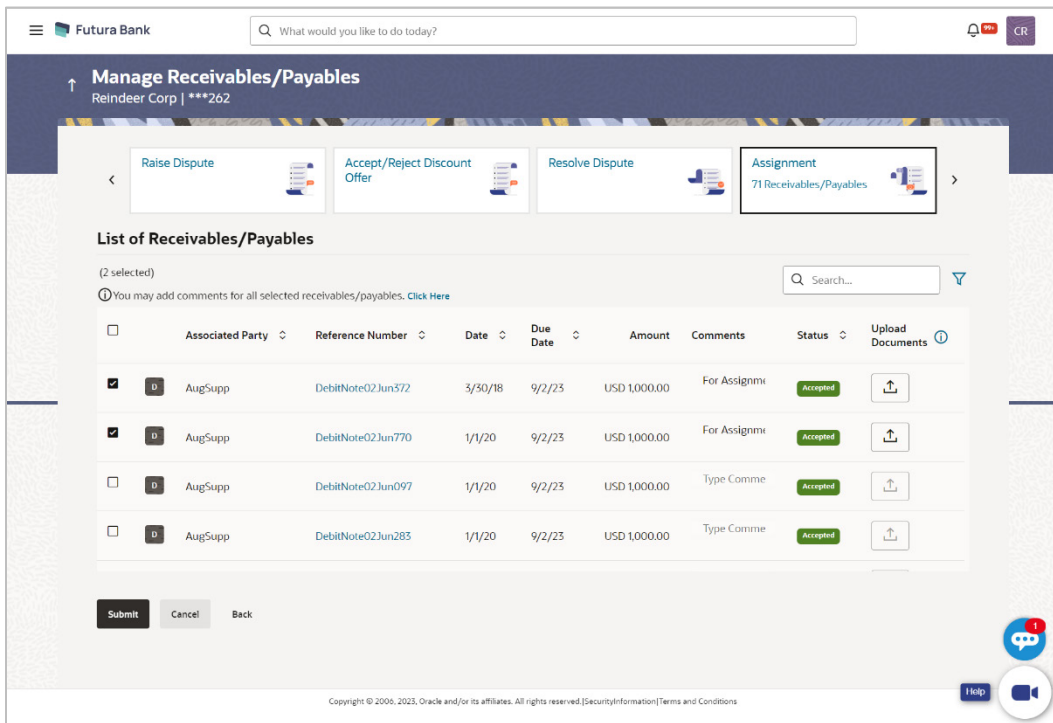 Futura Bank
What would you like to do today?
99+
CR
Manage Receivables/Payables
Reindeer Corp | ***262
Raise Dispute
Accept/Reject Discount
Offer
Resolve Dispute
Assignment
71 Receivables/Payables
List of Receivables/Payables
(2 selected)
Search...
You may add comments for all selected receivables/payables. Click Here
Associated Party Reference Number Date Due Date Amount Comments Status Upload Documents
D AugSupp DebitNote02Jun372 3/30/18 9/2/23 USD 1,000.00 For Assignme Accepted
D AugSupp DebitNote02Jun770 1/1/20 9/2/23 USD 1,000.00 For Assignme Accepted
D AugSupp DebitNote02Jun097 1/1/20 9/2/23 USD 1,000.00 Type Comme Accepted
D AugSupp DebitNote02Jun283 1/1/20 9/2/23 USD 1,000.00 Type Comme Accepted
Submit Cancel Back
1
Help
Copyright © 2006, 2023, Oracle and/or its affiliates. All rights reserved.|SecurityInformation|Terms and Conditions